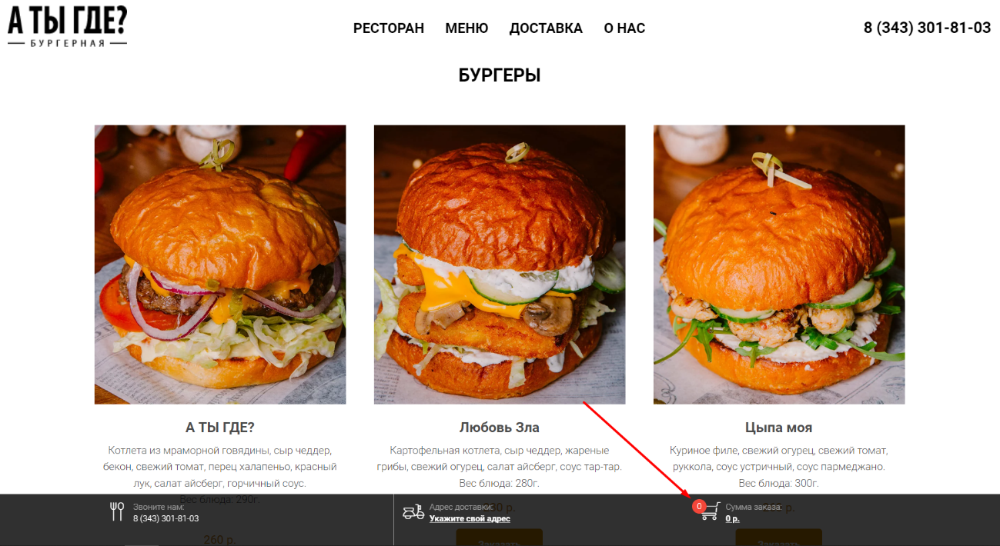 А ТЫ ГДЕ?
БУРГЕРНАЯ
РЕСТОРАН МЕНЮ ДОСТАВКА О НАС
8 (343) 301-81-03
БУРГЕРЫ
А ТЫ ГДЕ?
Котлета из мраморной говядины, сыр чеддер,
бекон, свежий томат, перец халапеньо, красный
лук, салат айсберг, горчичный соус.
Вес блюда: 290г.
260 р.
Любовь Зла
Картофельная котлета, сыр чеддер, жареные
грибы, свежий огурец, салат айсберг, соус тар-тар.
Вес блюда: 280г.
Заказать
Цыпа моя
Куриное филе, свежий огурец, свежий томат,
руккола, соус устричный, соус пармеджано.
Вес блюда: 300г.
Заказать
Звоните нам:
8 (343) 301-81-03
Адрес доставки:
Укажите свой адрес
0
Сумма заказа:
0 р.